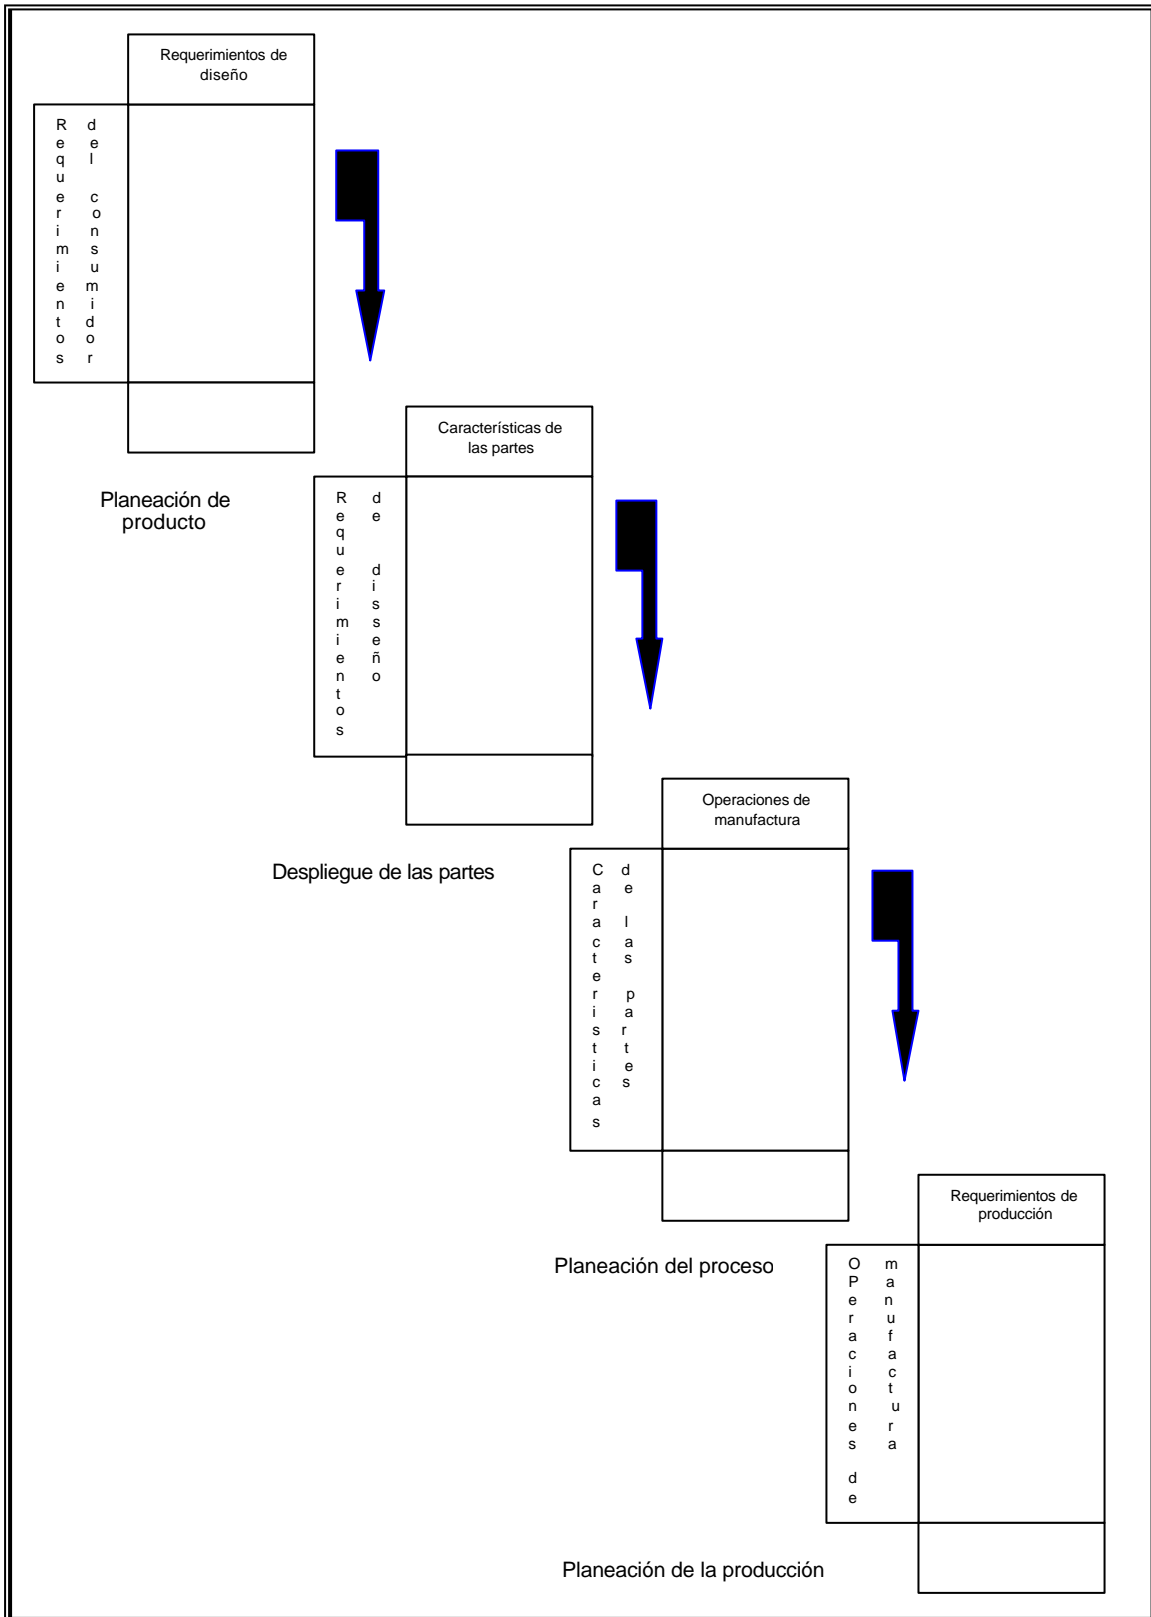 Requerimientos de
diseño
Requerimientos
del consumidor
Planeación de
producto
Características de
las partes
Requerimientos
de disseño
Despliegue de las partes
Operaciones de
manufactura
Caracteristicas
de las partes
Planeación del proceso
Requerimientos de
producción
OPeraciones de
manufactura
Planeación de la producción